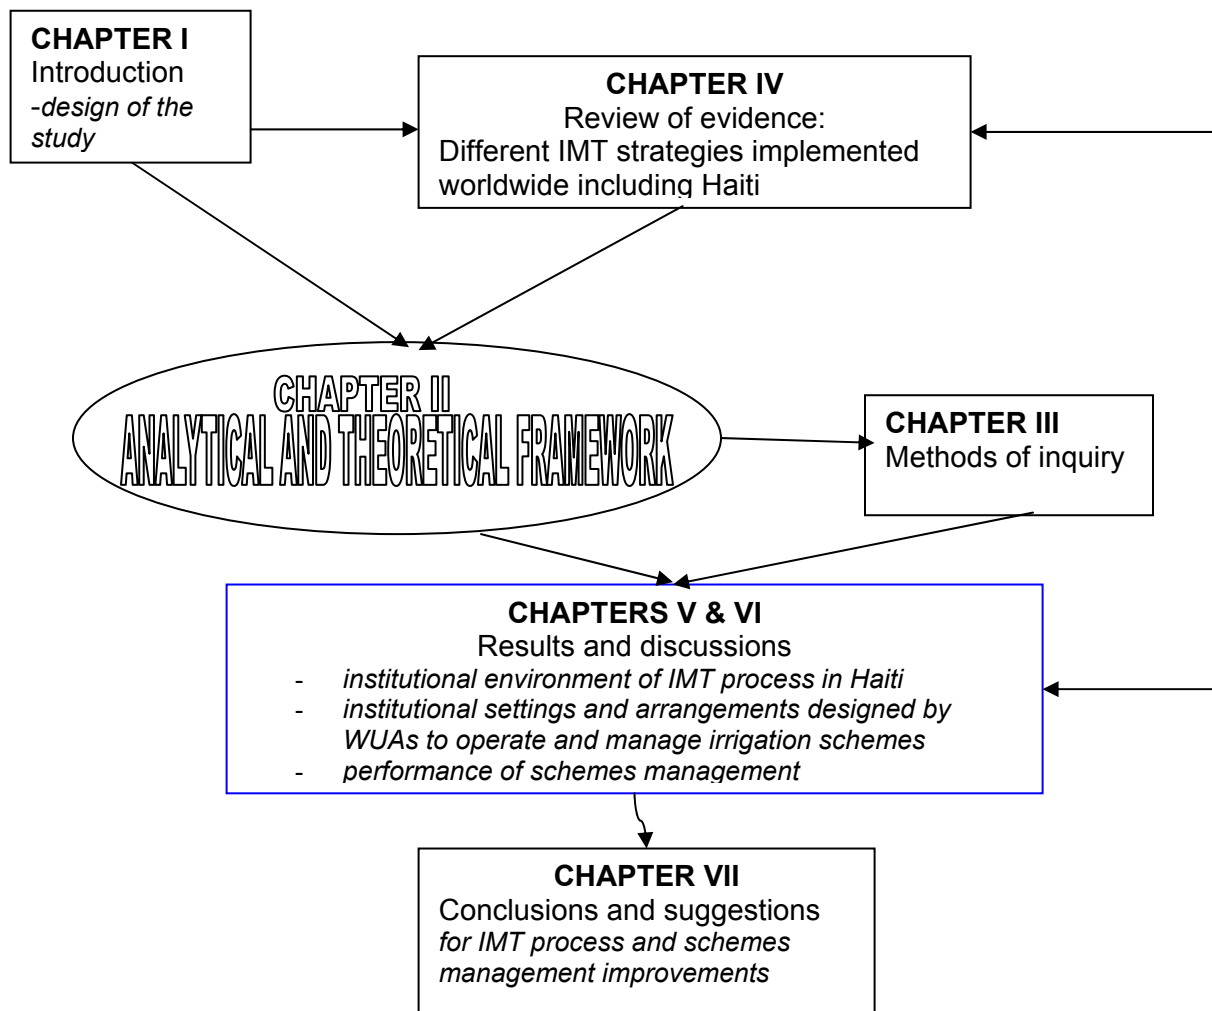 CHAPTER I
Introduction
-design of the
study
CHAPTER IV
Review of evidence:
Different IMT strategies implemented
worldwide including Haiti
CHAPTER II
ANALYTICAL AND THEORETICAL FRAMEWORK
CHAPTER III
Methods of inquiry
CHAPTERS V & VI
Results and discussions
- institutional environment of IMT process in Haiti
- institutional settings and arrangements designed by
WUAs to operate and manage irrigation schemes
- performance of schemes management
CHAPTER VII
Conclusions and suggestions
for IMT process and schemes
management improvements